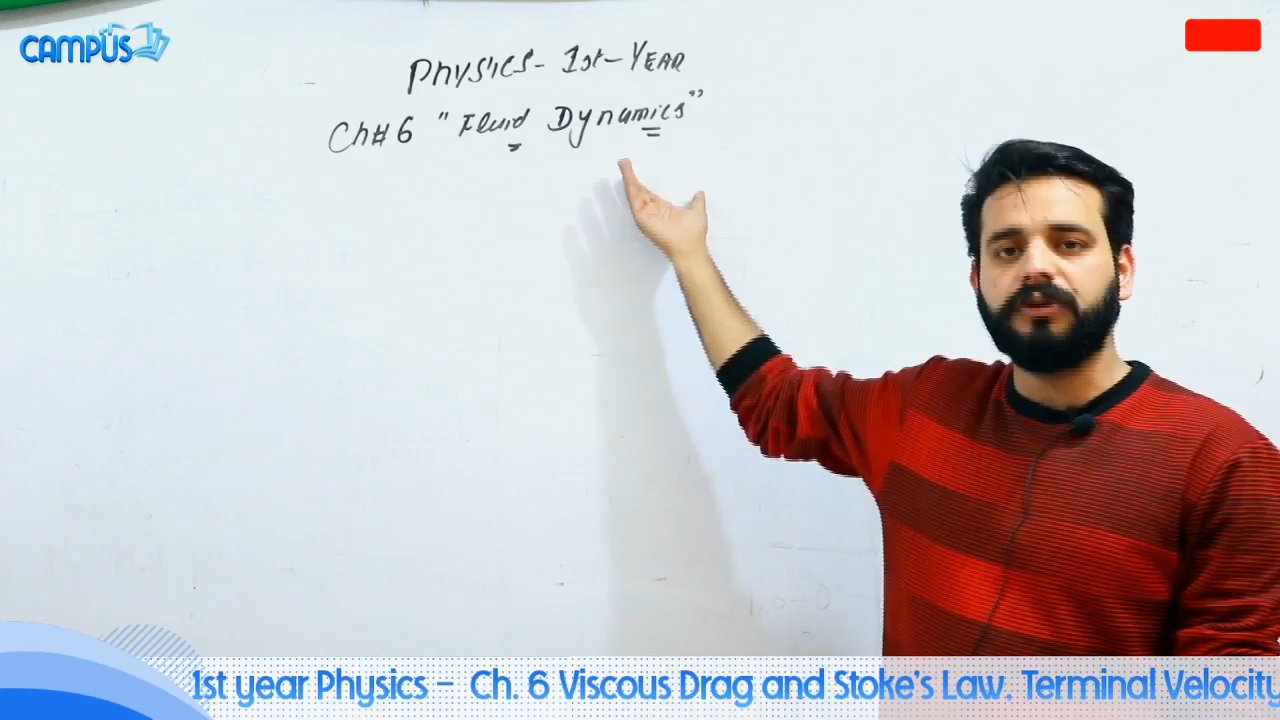 CAMPUS
Physics - 1st - YEAR
Ch# 6 "Fluid Dynamics"
1st year Physics - Ch. 6 Viscous Drag and Stoke's Law, Terminal Velocity